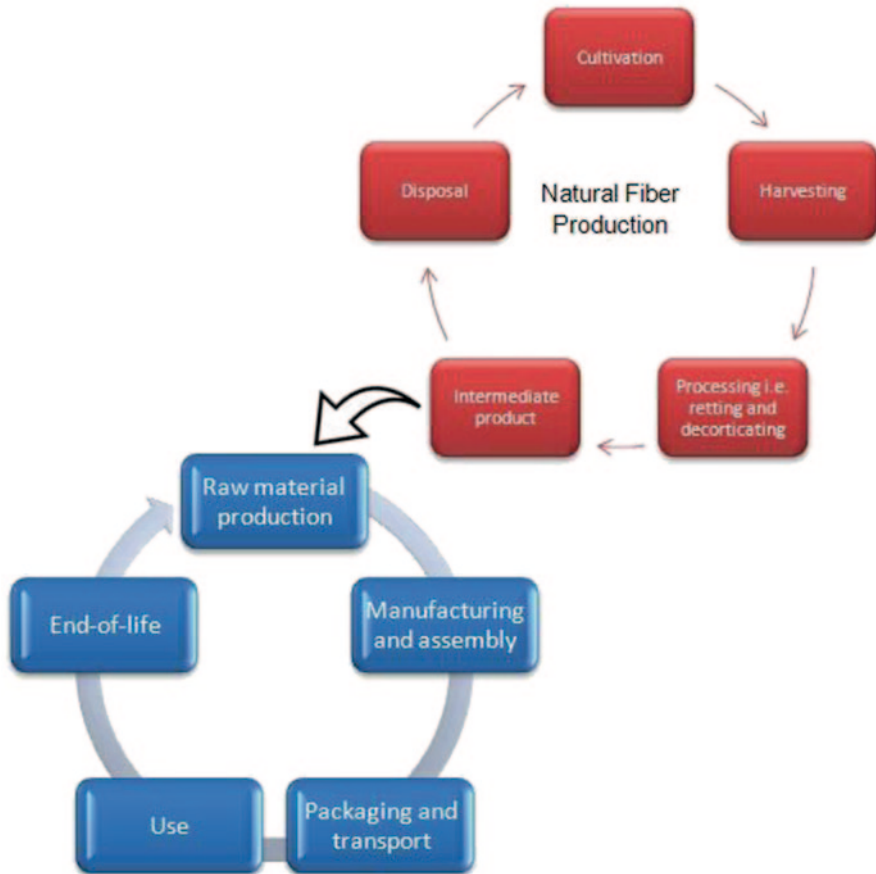 Cultivation
Disposal
Natural Fiber
Production
Harvesting
Intermediate
product
Processing i.e.
retting and
decorticating
Raw material
production
End-of-life
Manufacturing
and assembly
Use
Packaging and
transport